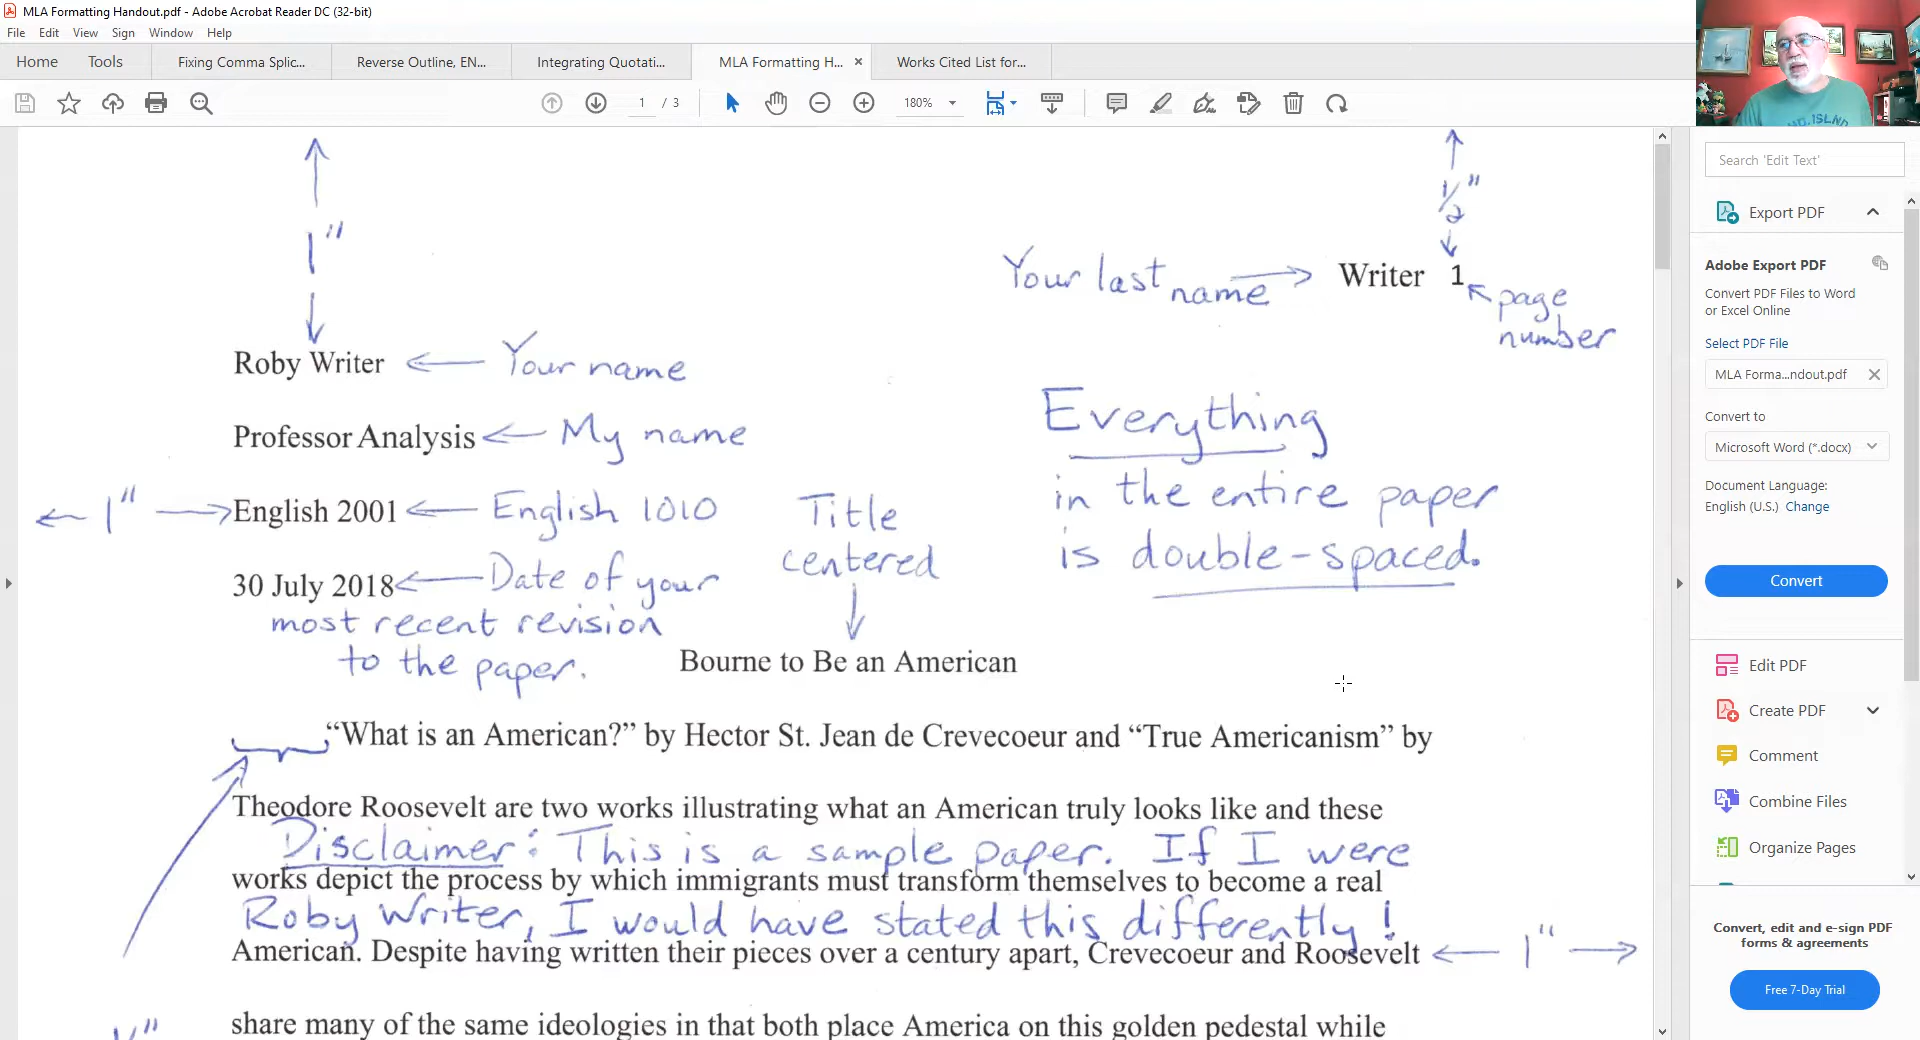 MLA Formatting Handout.pdf - Adobe Acrobat Reader DC (32-bit)
File Edit View Sign Window Help
Home Tools Fixing Comma Splic... Reverse Outline, EN... Integrating Quotati... MLA Formatting H... × Works Cited List for...
1 / 3 180%
1"
1/2"
Your last name → Writer 1
page number
Roby Writer ← Your name
Professor Analysis ← My name
Everything
in the entire paper
is double-spaced.
1" → English 2001 ← English 1010
Title
centered
30 July 2018 ← Date of your
most recent revision
to the paper.
Bourne to Be an American
“What is an American?” by Hector St. Jean de Crevecoeur and “True Americanism” by
Theodore Roosevelt are two works illustrating what an American truly looks like and these
Disclaimer: This is a sample paper. If I were
works depict the process by which immigrants must transform themselves to become a real
Roby Writer, I would have stated this differently!
American. Despite having written their pieces over a century apart, Crevecoeur and Roosevelt ← 1" →
share many of the same ideologies in that both place America on this golden pedestal while
Search 'Edit Text'
Export PDF
Adobe Export PDF
Convert PDF Files to Word
or Excel Online
Select PDF File
MLA Forma...ndout.pdf
Convert to
Microsoft Word (*.docx)
Document Language:
English (U.S.) Change
Convert
Edit PDF
Create PDF
Comment
Combine Files
Organize Pages
Convert, edit and e-sign PDF
forms & agreements
Free 7-Day Trial